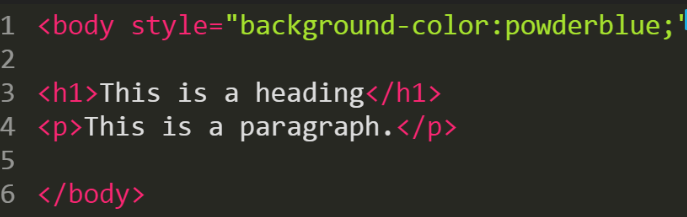 1 <body style="background-color:powderblue;"
2
3 <h1>This is a heading</h1>
4 <p>This is a paragraph.</p>
5
6 </body>